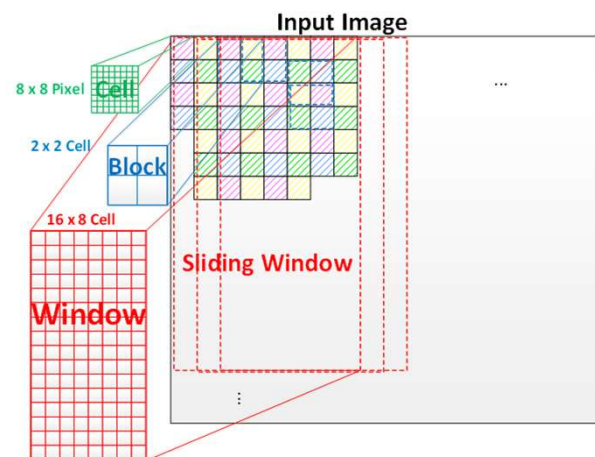 Input Image
8 x 8 Pixel
Cell
...
2 x 2 Cell
Block
16 x 8 Cell
Sliding Window
Window
...